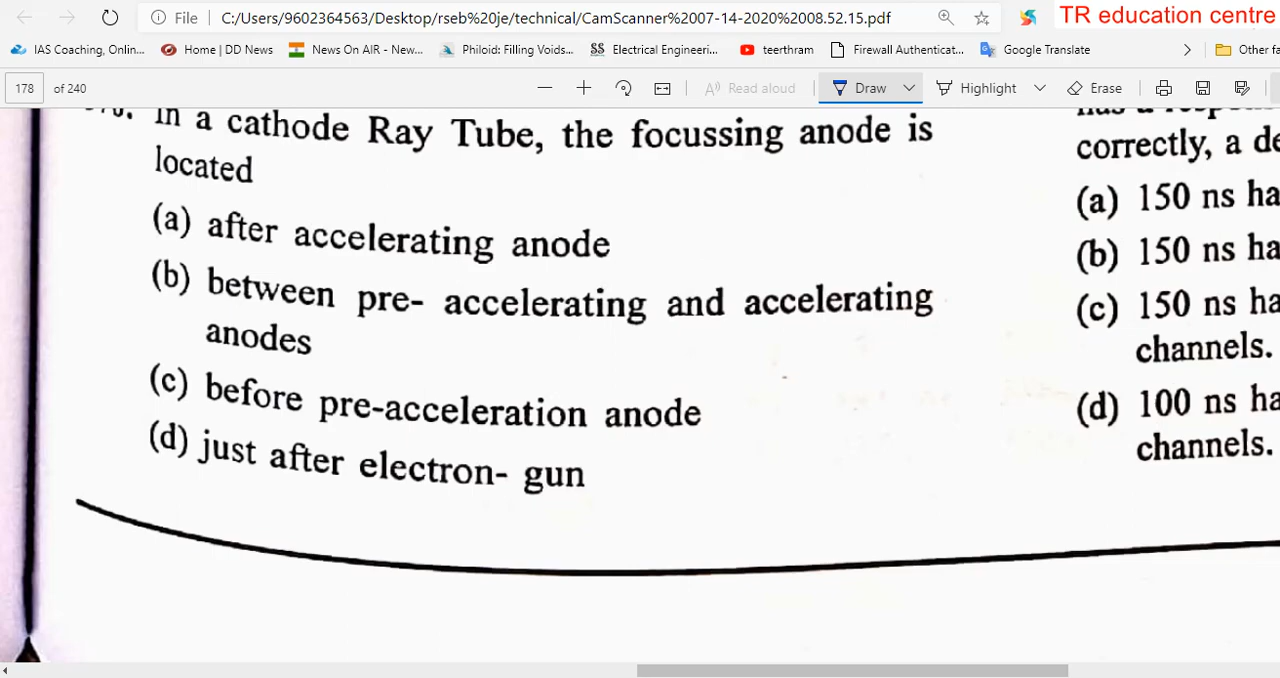 File C:/Users/9602364563/Desktop/rseb%20je/technical/CamScanner%2007-14-2020%2008.52.15.pdf TR education centre
IAS Coaching, Onlin... Home | DD News News On AIR - New... Philoid: Filling Voids... Electrical Engineeri... teerthram Firewall Authenticat... Google Translate Other fa
178 of 240 Read aloud Draw Highlight Erase
In a cathode Ray Tube, the focussing anode is
located
(a) after accelerating anode
(b) between pre- accelerating and accelerating
anodes
(c) before pre-acceleration anode
(d) just after electron- gun
correctly, a de
(a) 150 ns ha
(b) 150 ns ha
(c) 150 ns ha
channels.
(d) 100 ns ha
channels.